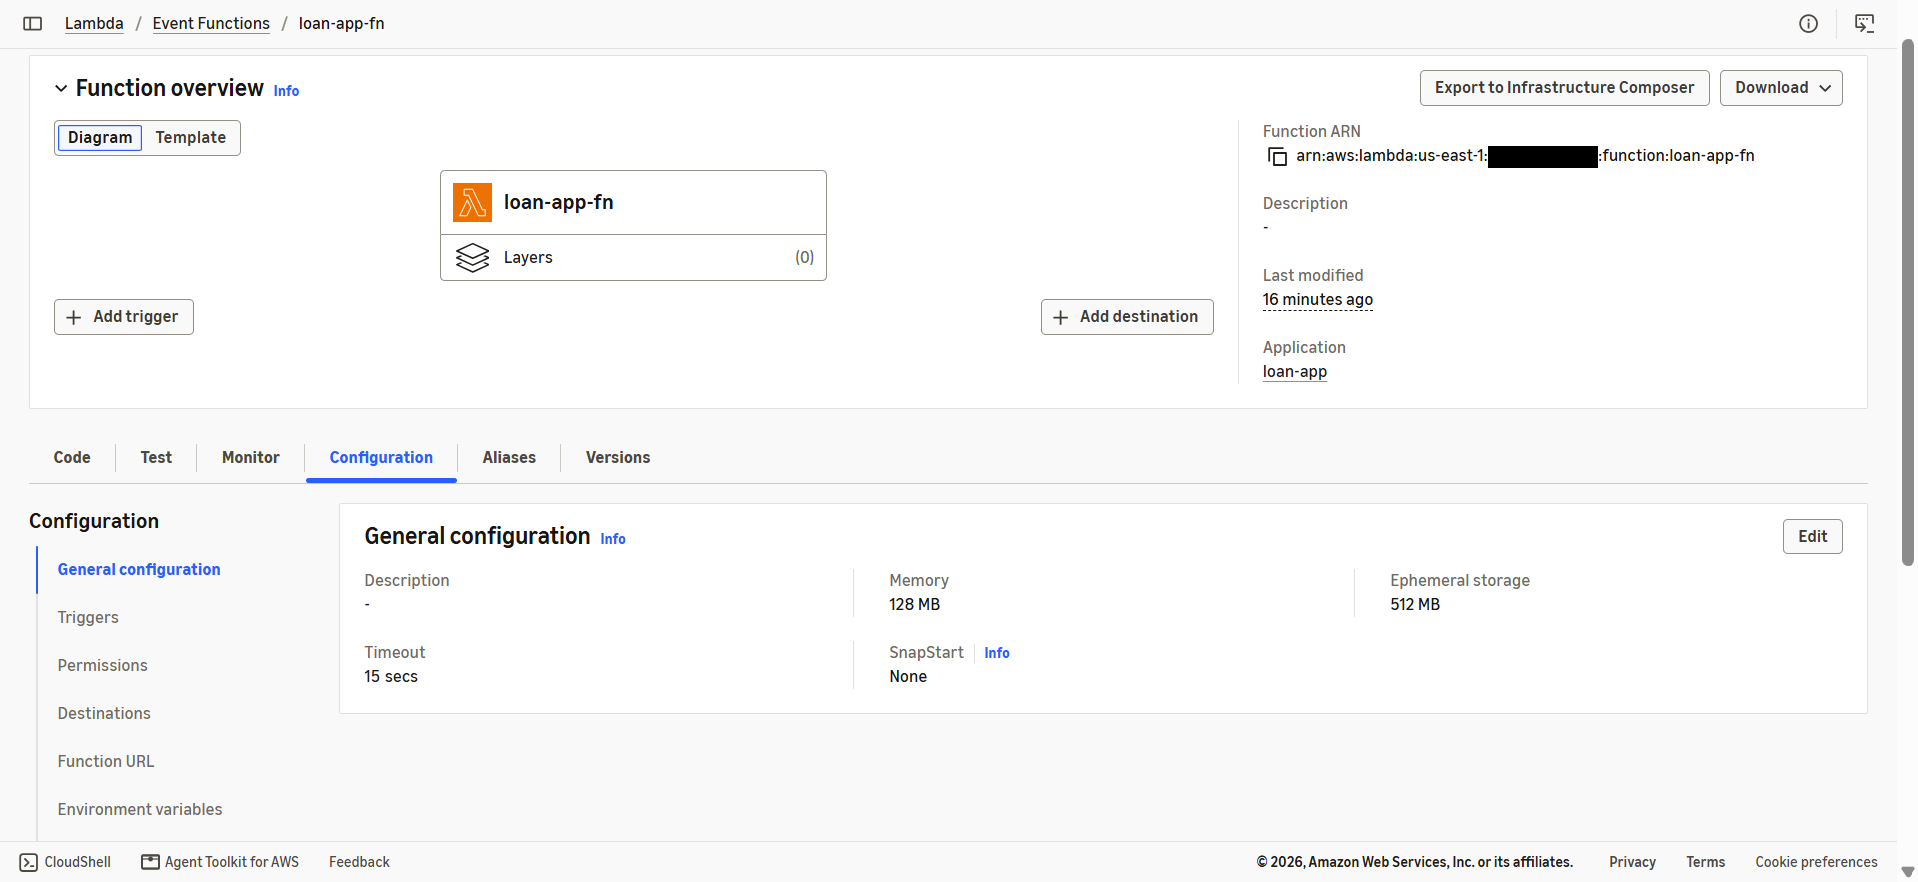 Lambda / Event Functions / loan-app-fn
Function overview Info
Export to Infrastructure Composer
Download
Diagram
Template
loan-app-fn
Layers (0)
Add trigger
Add destination
Function ARN
arn:aws:lambda:us-east-1: :function:loan-app-fn
Description
-
Last modified
16 minutes ago
Application
loan-app
Code
Test
Monitor
Configuration
Aliases
Versions
Configuration
General configuration
Triggers
Permissions
Destinations
Function URL
Environment variables
General configuration Info
Edit
Description
-
Memory
128 MB
Ephemeral storage
512 MB
Timeout
15 secs
SnapStart Info
None
CloudShell
Agent Toolkit for AWS
Feedback
© 2026, Amazon Web Services, Inc. or its affiliates.
Privacy
Terms
Cookie preferences